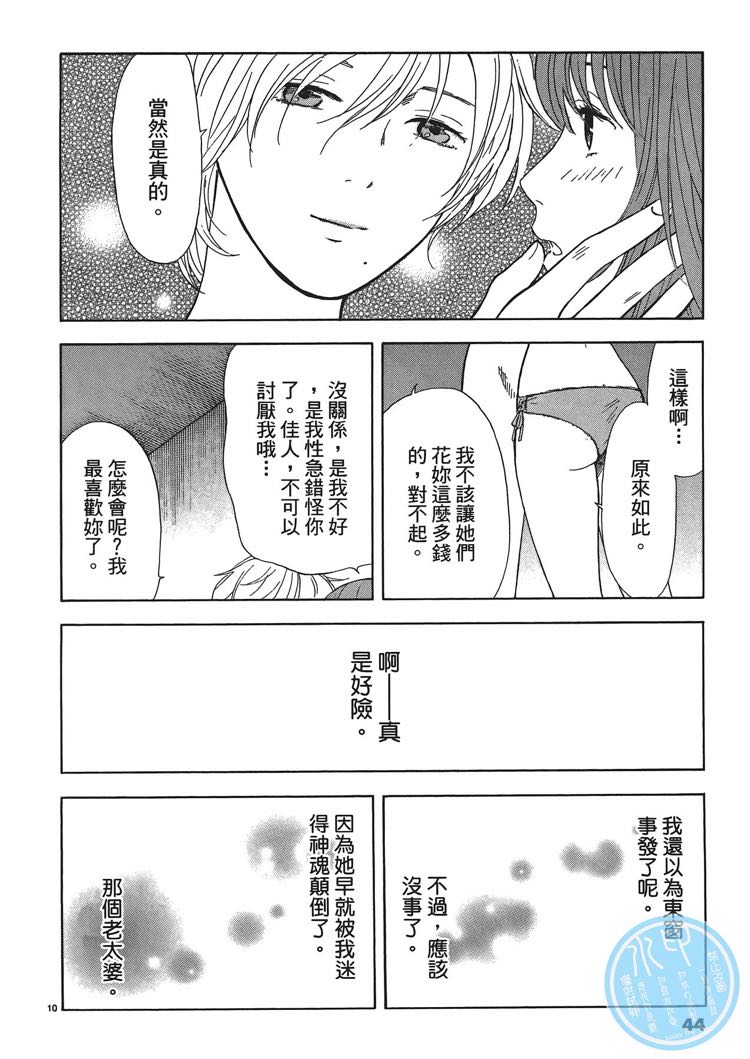 當然是真的。
這樣啊…
原來如此。
我不該讓她們
花妳這麼多錢
的，對不起。
沒關係，是我不好
，是我性急錯怪你
了。佳人，不可以
討厭我哦…
怎麼會呢？我
最喜歡妳了。
啊——真
是好險。
我還以為東窗
事發了呢。
不過，應該
沒事了。
因為她早就被我迷
得神魂顛倒了。
那個老太婆。
10
44